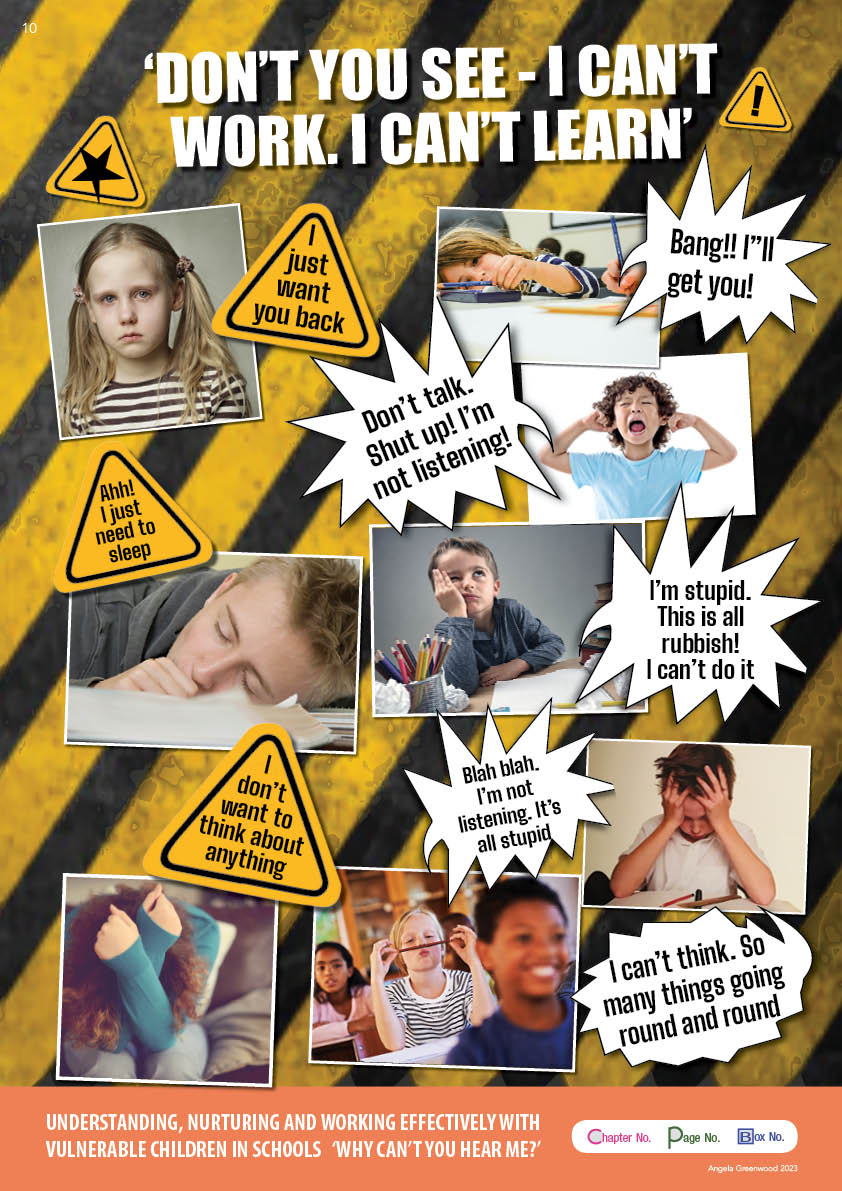 10
‘DON’T YOU SEE - I CAN’T
WORK. I CAN’T LEARN’
!
I
just
want
you back
Bang!! I”ll
get you!
Don’t talk.
Shut up! I’m
not listening!
Ahh!
I just
need to
sleep
I’m stupid.
This is all
rubbish!
I can’t do it
I
don’t
want to
think about
anything
Blah blah.
I’m not
listening. It’s
all stupid
I can’t think. So
many things going
round and round
UNDERSTANDING, NURTURING AND WORKING EFFECTIVELY WITH
VULNERABLE CHILDREN IN SCHOOLS ‘WHY CAN’T YOU HEAR ME?’
Chapter No. Page No. Box No.
Angela Greenwood 2023